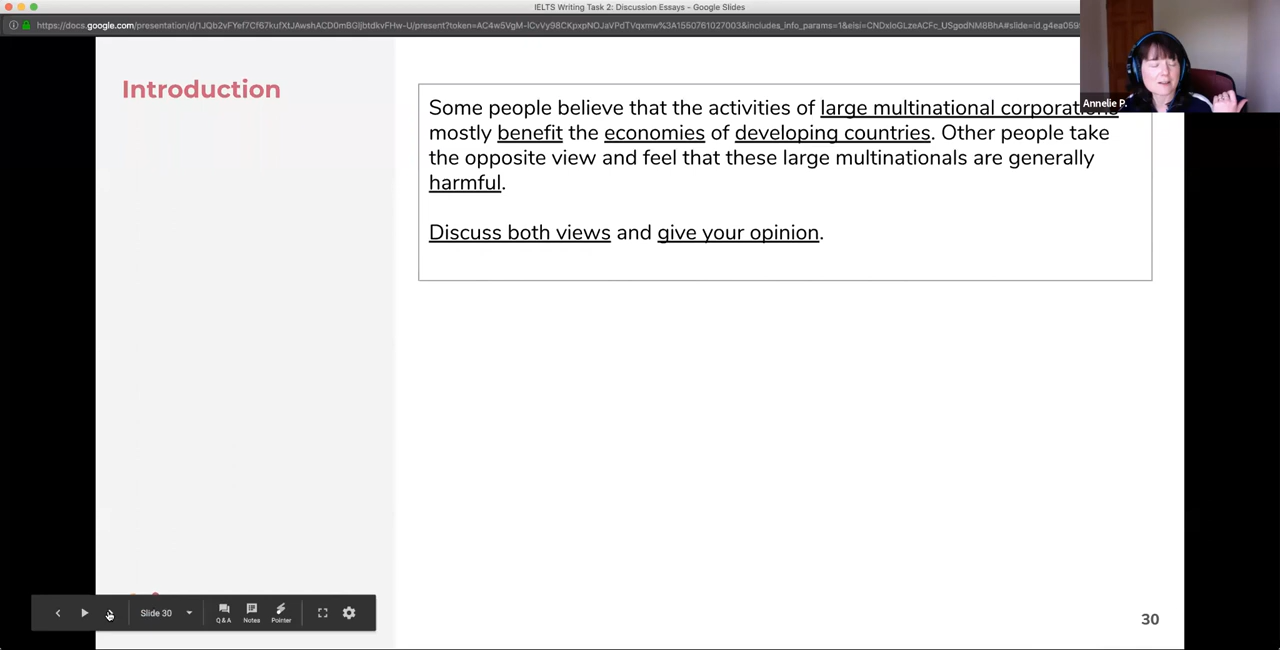 IELTS Writing Task 2: Discussion Essays - Google Slides
Introduction
Some people believe that the activities of large multinational corporations
mostly benefit the economies of developing countries. Other people take
the opposite view and feel that these large multinationals are generally
harmful.
Discuss both views and give your opinion.
Annelie P.
Slide 30
Q&A Notes Pointer
30